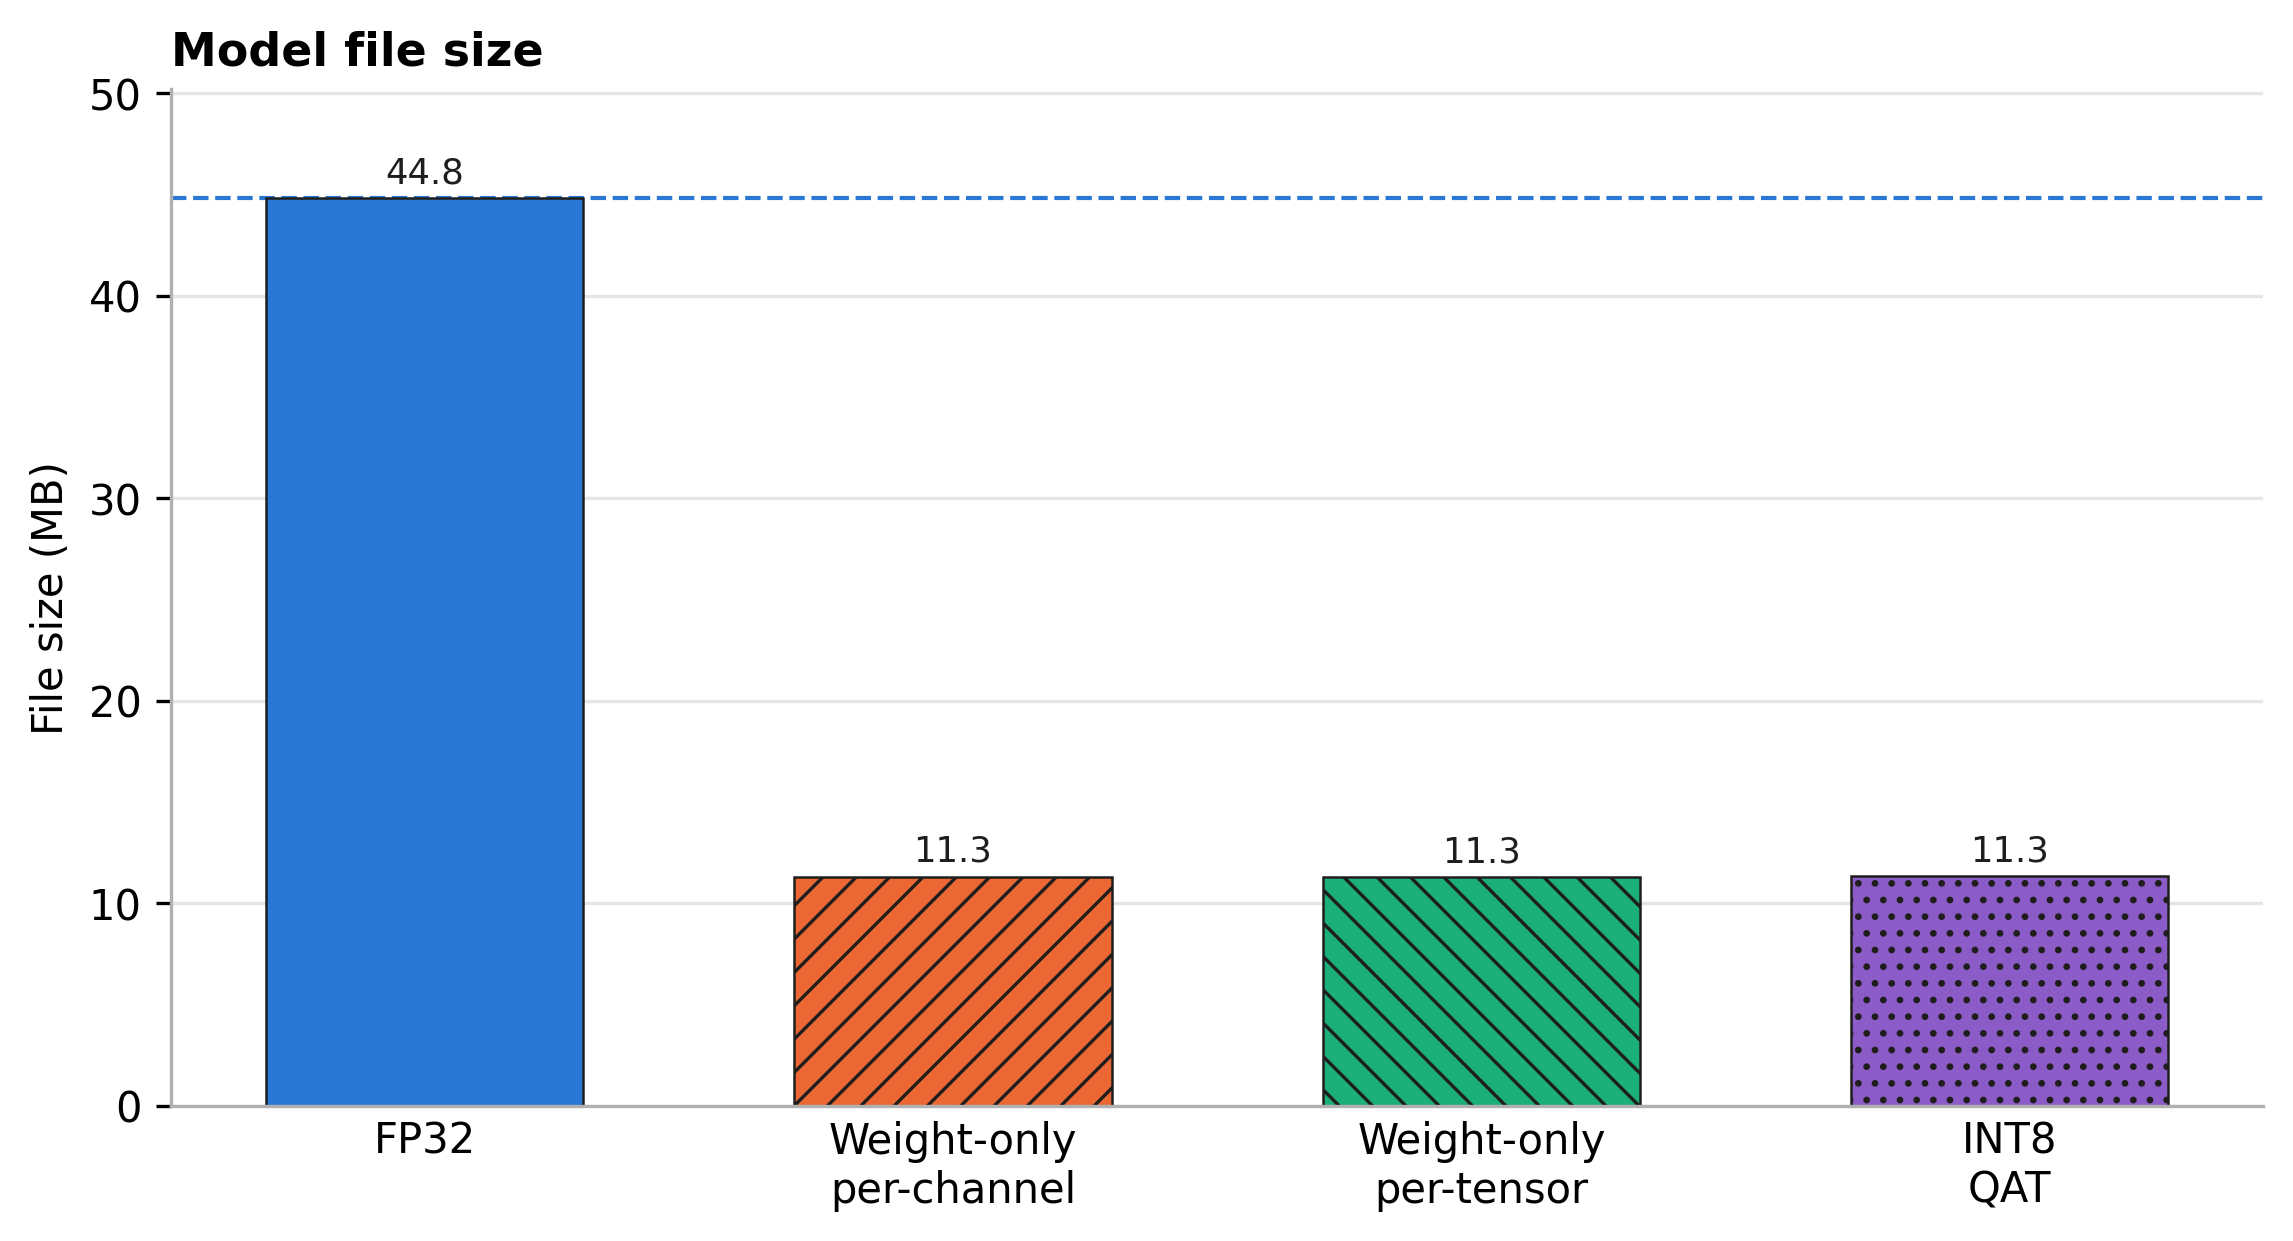 Model file size
50
40
30
20
10
0
File size (MB)
44.8
11.3
11.3
11.3
FP32
Weight-only
per-channel
Weight-only
per-tensor
INT8
QAT